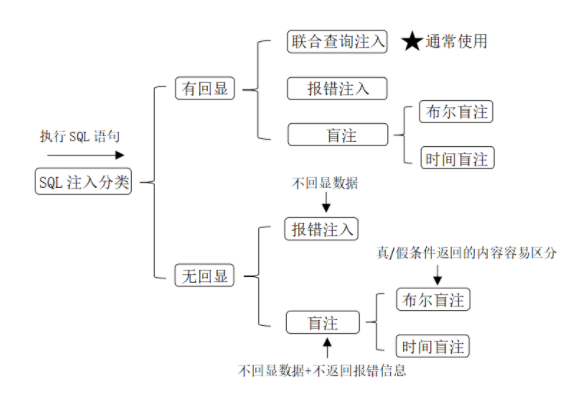 联合查询注入 ★通常使用
有回显
报错注入
布尔盲注
执行 SQL 语句
盲注
时间盲注
SQL 注入分类
不回显数据
报错注入
真/假条件返回的内容容易区分
无回显
布尔盲注
盲注
时间盲注
不回显数据+不返回报错信息